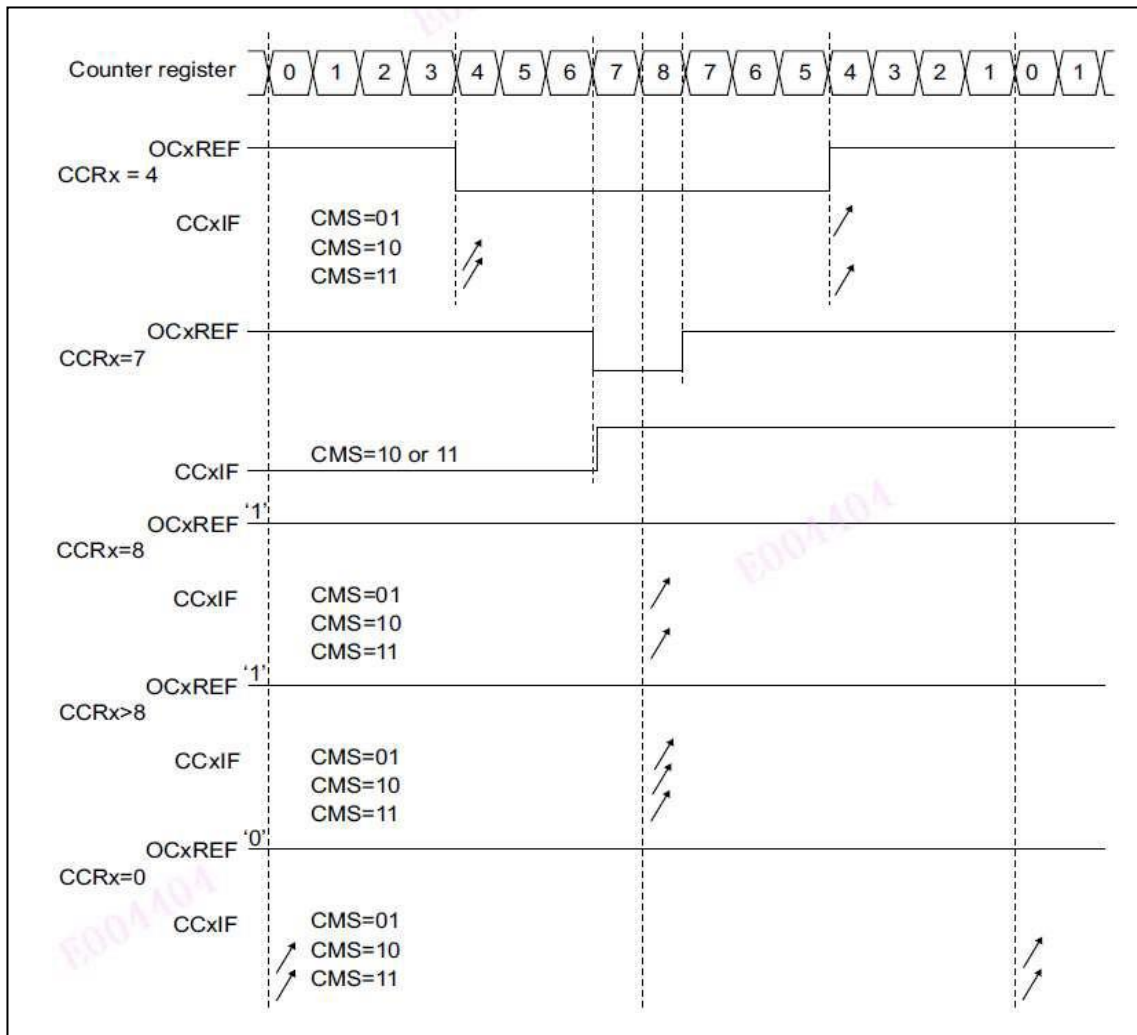 E004404
Counter register 0 1 2 3 4 5 6 7 8 7 6 5 4 3 2 1 0 1
OCxREF
CCRx = 4
CCxIF
CMS=01
CMS=10
CMS=11
OCxREF
CCRx=7
CMS=10 or 11
CCxIF
OCxREF '1'
CCRx=8
E004404
CCxIF
CMS=01
CMS=10
CMS=11
OCxREF '1'
CCRx>8
CCxIF
CMS=01
CMS=10
CMS=11
OCxREF '0'
CCRx=0
E004404
CCxIF
CMS=01
CMS=10
CMS=11